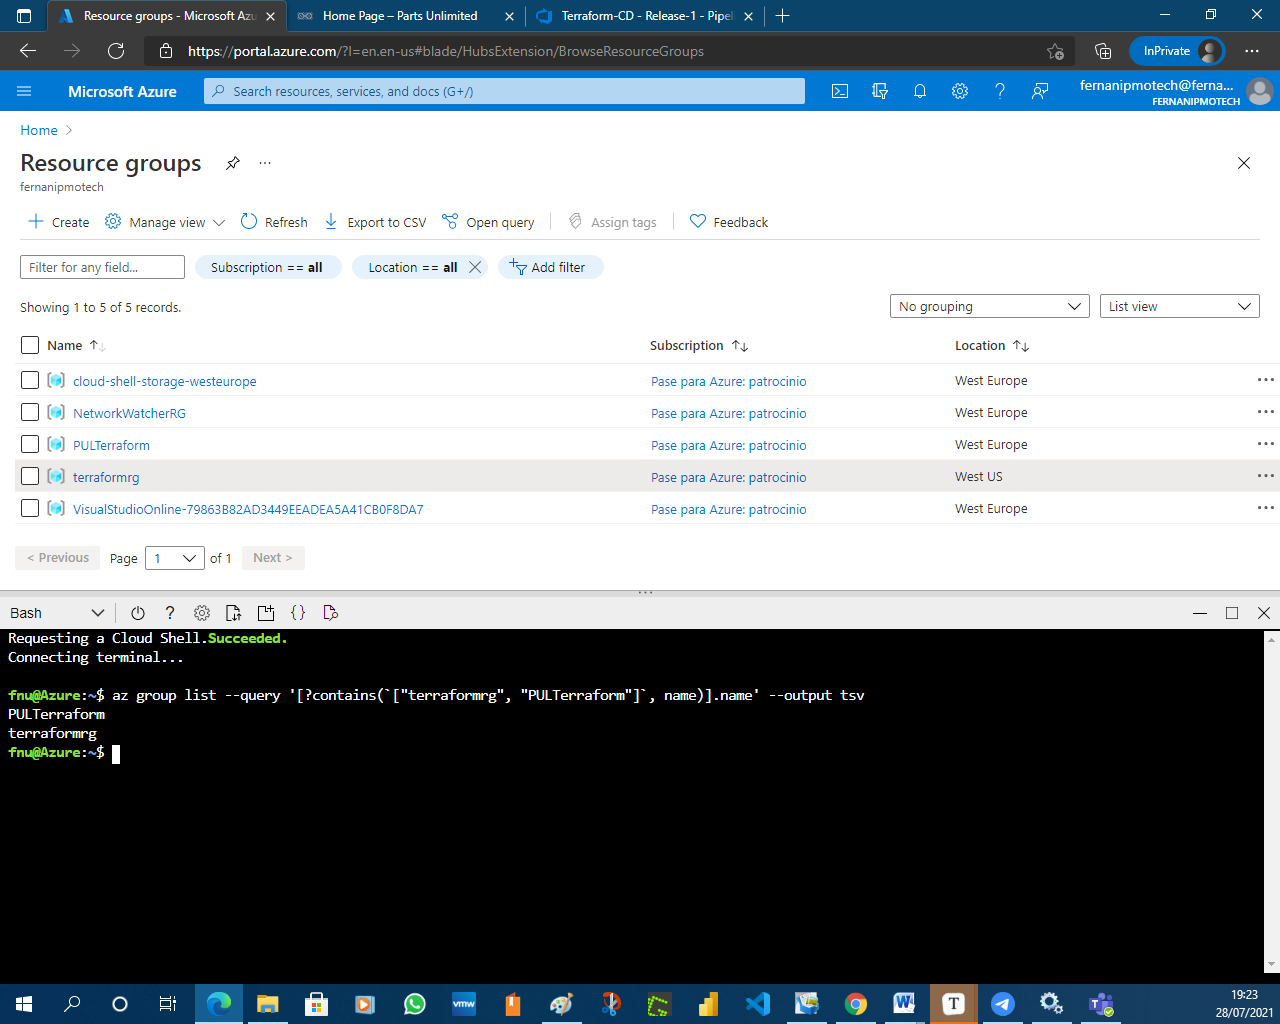 Resource groups - Microsoft Azu
Home Page – Parts Unlimited
Terraform-CD - Release-1 - Pipel
https://portal.azure.com/?l=en.en-us#blade/HubsExtension/BrowseResourceGroups
InPrivate
Microsoft Azure
Search resources, services, and docs (G+/)
fernanipmotech@ferna...
FERNANIPMOTECH
Home
Resource groups
fernanipmotech
Create
Manage view
Refresh
Export to CSV
Open query
Assign tags
Feedback
Filter for any field...
Subscription == all
Location == all
Add filter
Showing 1 to 5 of 5 records.
No grouping
List view
Name
Subscription
Location
cloud-shell-storage-westeurope
Pase para Azure: patrocinio
West Europe
NetworkWatcherRG
Pase para Azure: patrocinio
West Europe
PULTerraform
Pase para Azure: patrocinio
West Europe
terraformrg
Pase para Azure: patrocinio
West US
VisualStudioOnline-79863B82AD3449EEADEA5A41CB0F8DA7
Pase para Azure: patrocinio
West Europe
< Previous
Page
1
of 1
Next >
Bash
Requesting a Cloud Shell.Succeeded.
Connecting terminal...
fnu@Azure:~$ az group list --query '[?contains(`["terraformrg", "PULTerraform"]`, name)].name' --output tsv
PULTerraform
terraformrg
fnu@Azure:~$
vmw
19:23
28/07/2021